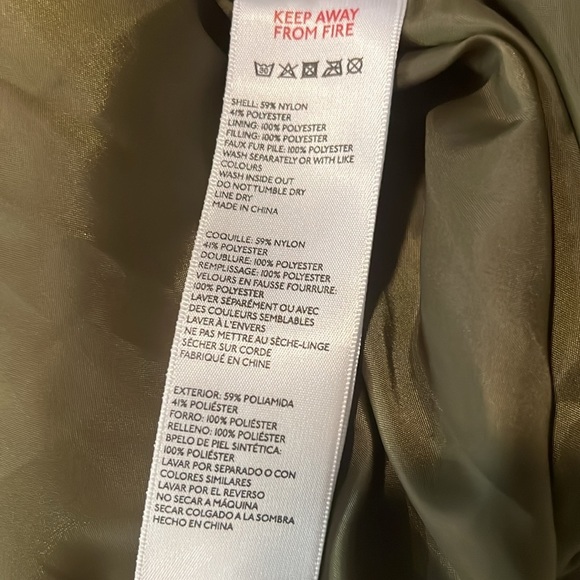 KEEP AWAY
FROM FIRE
30
SHELL: 59% NYLON
41% POLYESTER
LINING: 100% POLYESTER
FILLING: 100% POLYESTER
FAUX FUR PILE: 100% POLYESTER
WASH SEPARATELY OR WITH LIKE
COLOURS
WASH INSIDE OUT
DO NOT TUMBLE DRY
LINE DRY
MADE IN CHINA
COQUILLE: 59% NYLON
41% POLYESTER
DOUBLURE: 100% POLYESTER
REMPLISSAGE: 100% POLYESTER
VELOURS EN FAUSSE FOURRURE:
100% POLYESTER
LAVER SÉPARÉMENT OU AVEC
DES COULEURS SEMBLABLES
LAVER À L'ENVERS
NE PAS METTRE AU SÈCHE-LINGE
SÉCHER SUR CORDE
FABRIQUÉ EN CHINE
EXTERIOR: 59% POLIAMIDA
41% POLIÉSTER
FORRO: 100% POLIÉSTER
RELLENO: 100% POLIÉSTER
BPELO DE PIEL SINTÉTICA:
100% POLIÉSTER
LAVAR POR SEPARADO O CON
COLORES SIMILARES
LAVAR POR EL REVERSO
NO SECAR A MÁQUINA
SECAR COLGADO A LA SOMBRA
HECHO EN CHINA